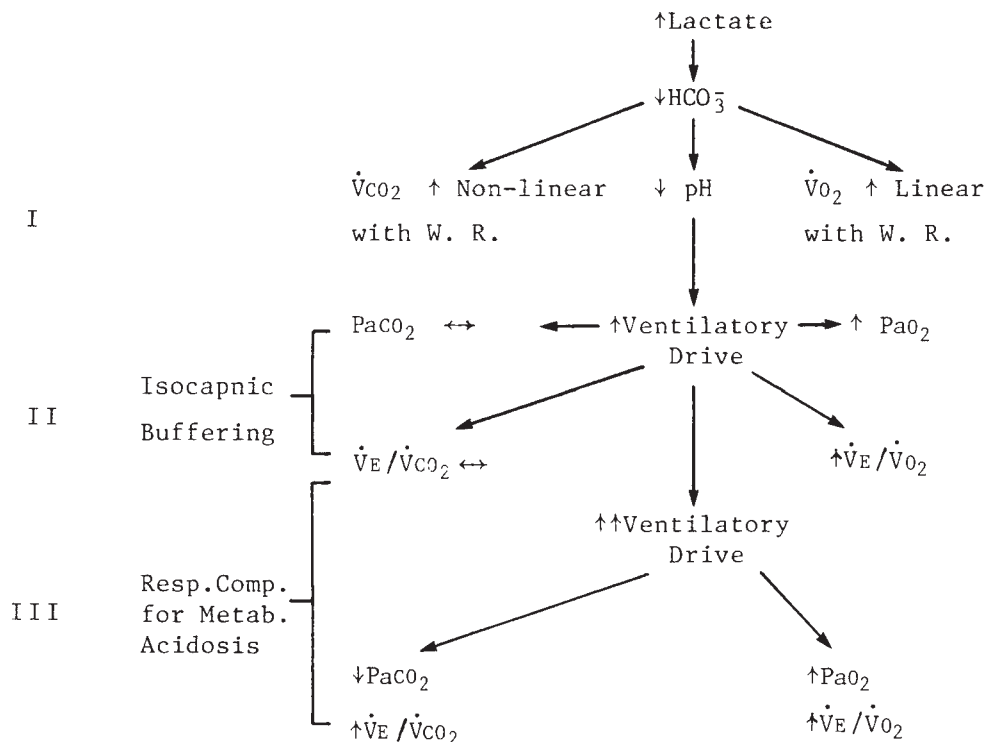 ↑Lactate
↓HCO₃⁻
V̇CO₂ ↑ Non-linear
with W. R.
↓ pH
V̇O₂ ↑ Linear
with W. R.
I
PaCO₂ ↔
↑Ventilatory
Drive
↑ PaO₂
Isocapnic
Buffering
II
V̇E/V̇CO₂ ↔
↑V̇E/V̇O₂
↑↑Ventilatory
Drive
Resp.Comp.
for Metab.
Acidosis
III
↓PaCO₂
↑V̇E/V̇CO₂
↑PaO₂
↑V̇E/V̇O₂